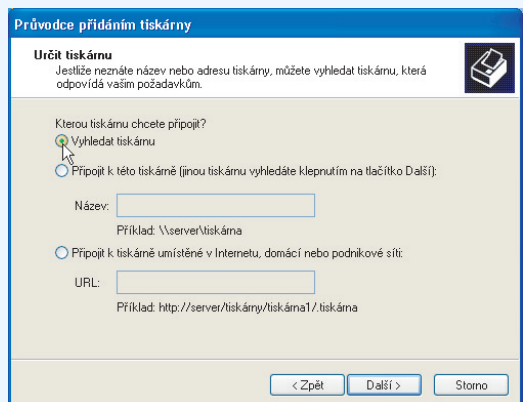 Průvodce přidáním tiskárny
Určit tiskárnu
Jestliže neznáte název nebo adresu tiskárny, můžete vyhledat tiskárnu, která
odpovídá vašim požadavkům.
Kterou tiskárnu chcete připojit?
Vyhledat tiskárnu
Připojit k této tiskárně (jinou tiskárnu vyhledáte klepnutím na tlačítko Další):
Název:
Příklad: \\server\tiskárna
Připojit k tiskárně umístěné v Internetu, domácí nebo podnikové síti:
URL:
Příklad: http://server/tiskárny/tiskárna1/.tiskárna
< Zpět Další > Storno